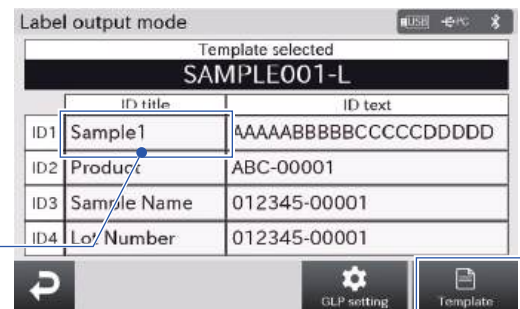 Label output mode USB PC
Template selected
SAMPLE001-L
ID title ID text
ID1 Sample1 AAAAABBBBBCCCCCDDDDD
ID2 Product ABC-00001
ID3 Sample Name 012345-00001
ID4 Lot Number 012345-00001
GLP setting Template